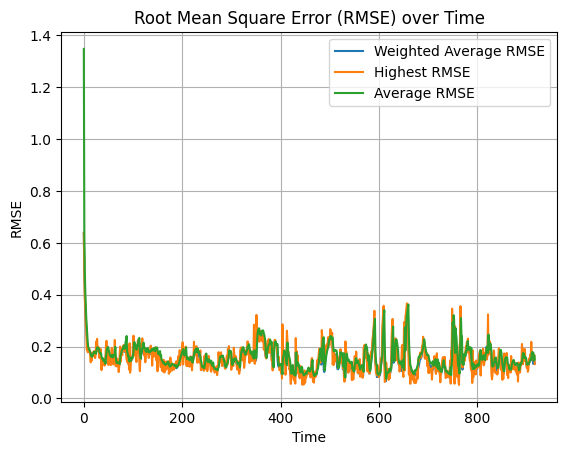 Root Mean Square Error (RMSE) over Time
1.4
1.2
1.0
0.8
0.6
0.4
0.2
0.0
RMSE
Weighted Average RMSE
Highest RMSE
Average RMSE
0 200 400 600 800
Time